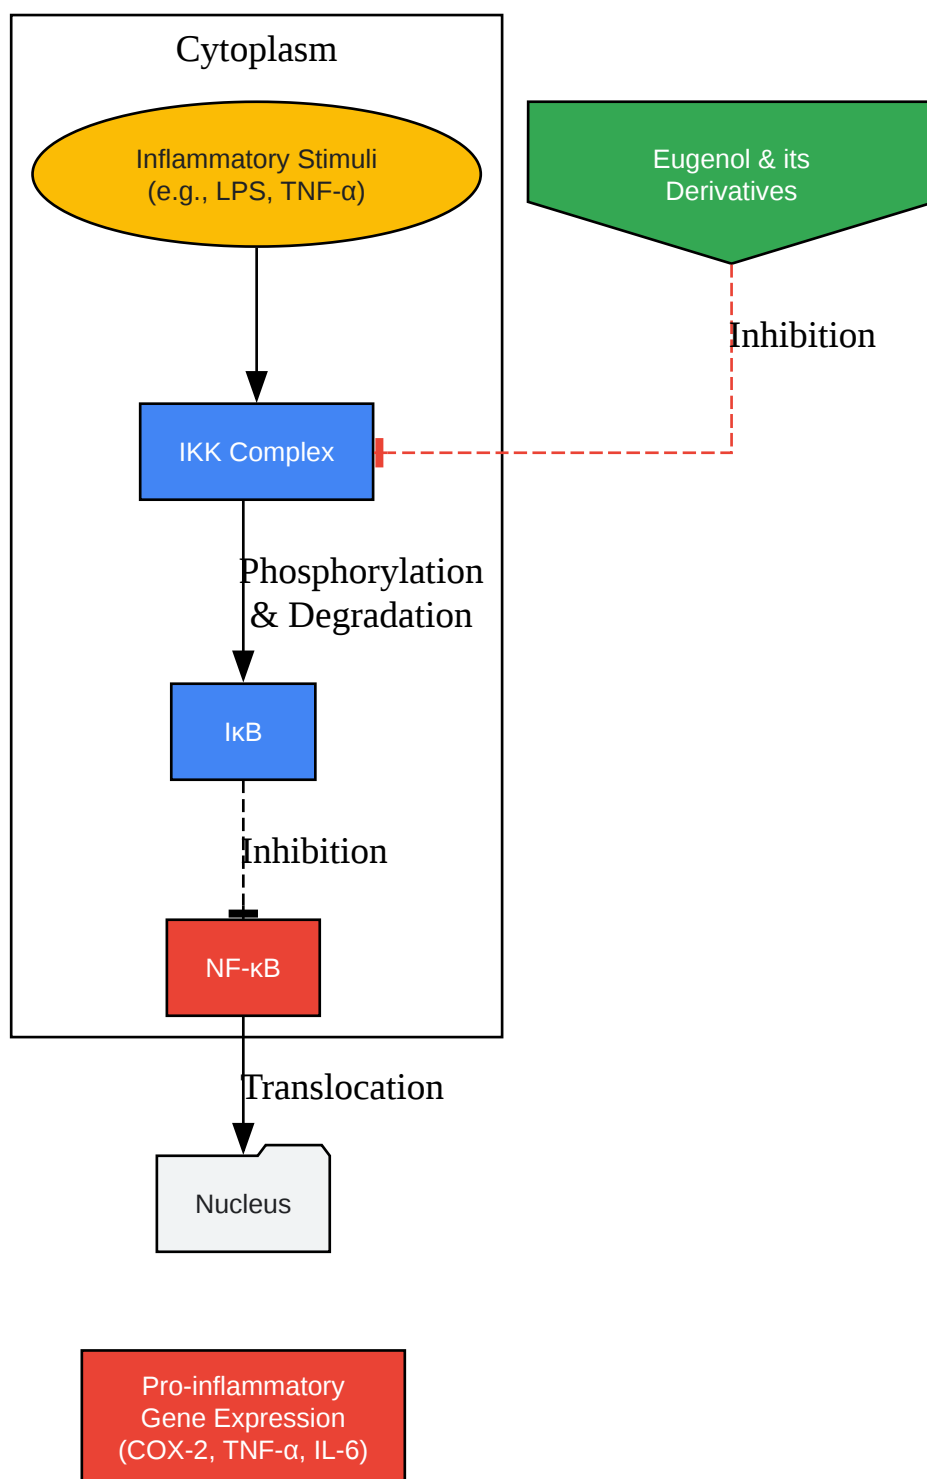 Cytoplasm
Inflammatory Stimuli
(e.g., LPS, TNF-α)
Eugenol & its
Derivatives
Inhibition
IKK Complex
Phosphorylation
& Degradation
IκB
Inhibition
NF-κB
Translocation
Nucleus
Pro-inflammatory
Gene Expression
(COX-2, TNF-α, IL-6)